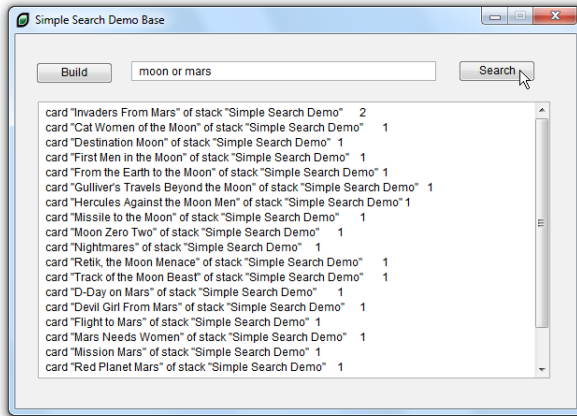 Simple Search Demo Base
Build
moon or mars
Search
card "Invaders From Mars" of stack "Simple Search Demo" 2
card "Cat Women of the Moon" of stack "Simple Search Demo" 1
card "Destination Moon" of stack "Simple Search Demo" 1
card "First Men in the Moon" of stack "Simple Search Demo" 1
card "From the Earth to the Moon" of stack "Simple Search Demo" 1
card "Gulliver's Travels Beyond the Moon" of stack "Simple Search Demo" 1
card "Hercules Against the Moon Men" of stack "Simple Search Demo" 1
card "Missile to the Moon" of stack "Simple Search Demo" 1
card "Moon Zero Two" of stack "Simple Search Demo" 1
card "Nightmares" of stack "Simple Search Demo" 1
card "Retik, the Moon Menace" of stack "Simple Search Demo" 1
card "Track of the Moon Beast" of stack "Simple Search Demo" 1
card "D-Day on Mars" of stack "Simple Search Demo" 1
card "Devil Girl From Mars" of stack "Simple Search Demo" 1
card "Flight to Mars" of stack "Simple Search Demo" 1
card "Mars Needs Women" of stack "Simple Search Demo" 1
card "Mission Mars" of stack "Simple Search Demo" 1
card "Red Planet Mars" of stack "Simple Search Demo" 1